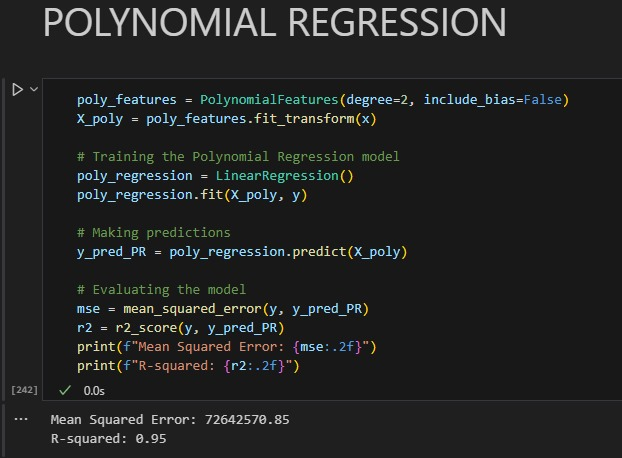 POLYNOMIAL REGRESSION
poly_features = PolynomialFeatures(degree=2, include_bias=False)
X_poly = poly_features.fit_transform(x)
# Training the Polynomial Regression model
poly_regression = LinearRegression()
poly_regression.fit(X_poly, y)
# Making predictions
y_pred_PR = poly_regression.predict(X_poly)
# Evaluating the model
mse = mean_squared_error(y, y_pred_PR)
r2 = r2_score(y, y_pred_PR)
print(f"Mean Squared Error: {mse:.2f}")
print(f"R-squared: {r2:.2f}")
[242] ✓ 0.0s
... Mean Squared Error: 72642570.85
R-squared: 0.95